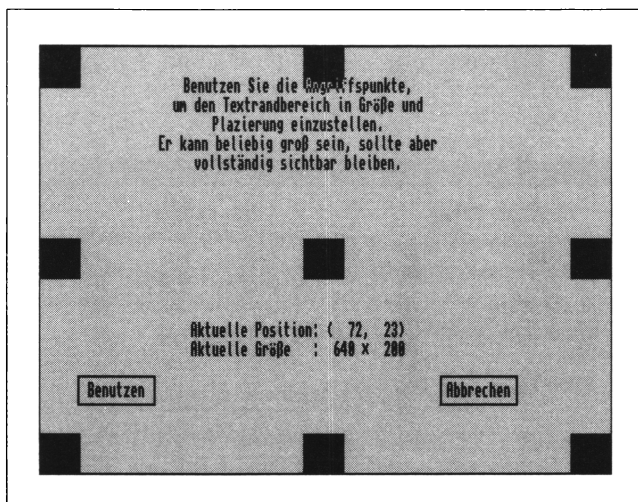 Benutzen Sie die Angriffspunkte,
um den Textrandbereich in Größe und
Plazierung einzustellen.
Er kann beliebig groß sein, sollte aber
vollständig sichtbar bleiben.
Aktuelle Position: ( 72, 23)
Aktuelle Größe : 640 x 200
Benutzen
Abbrechen